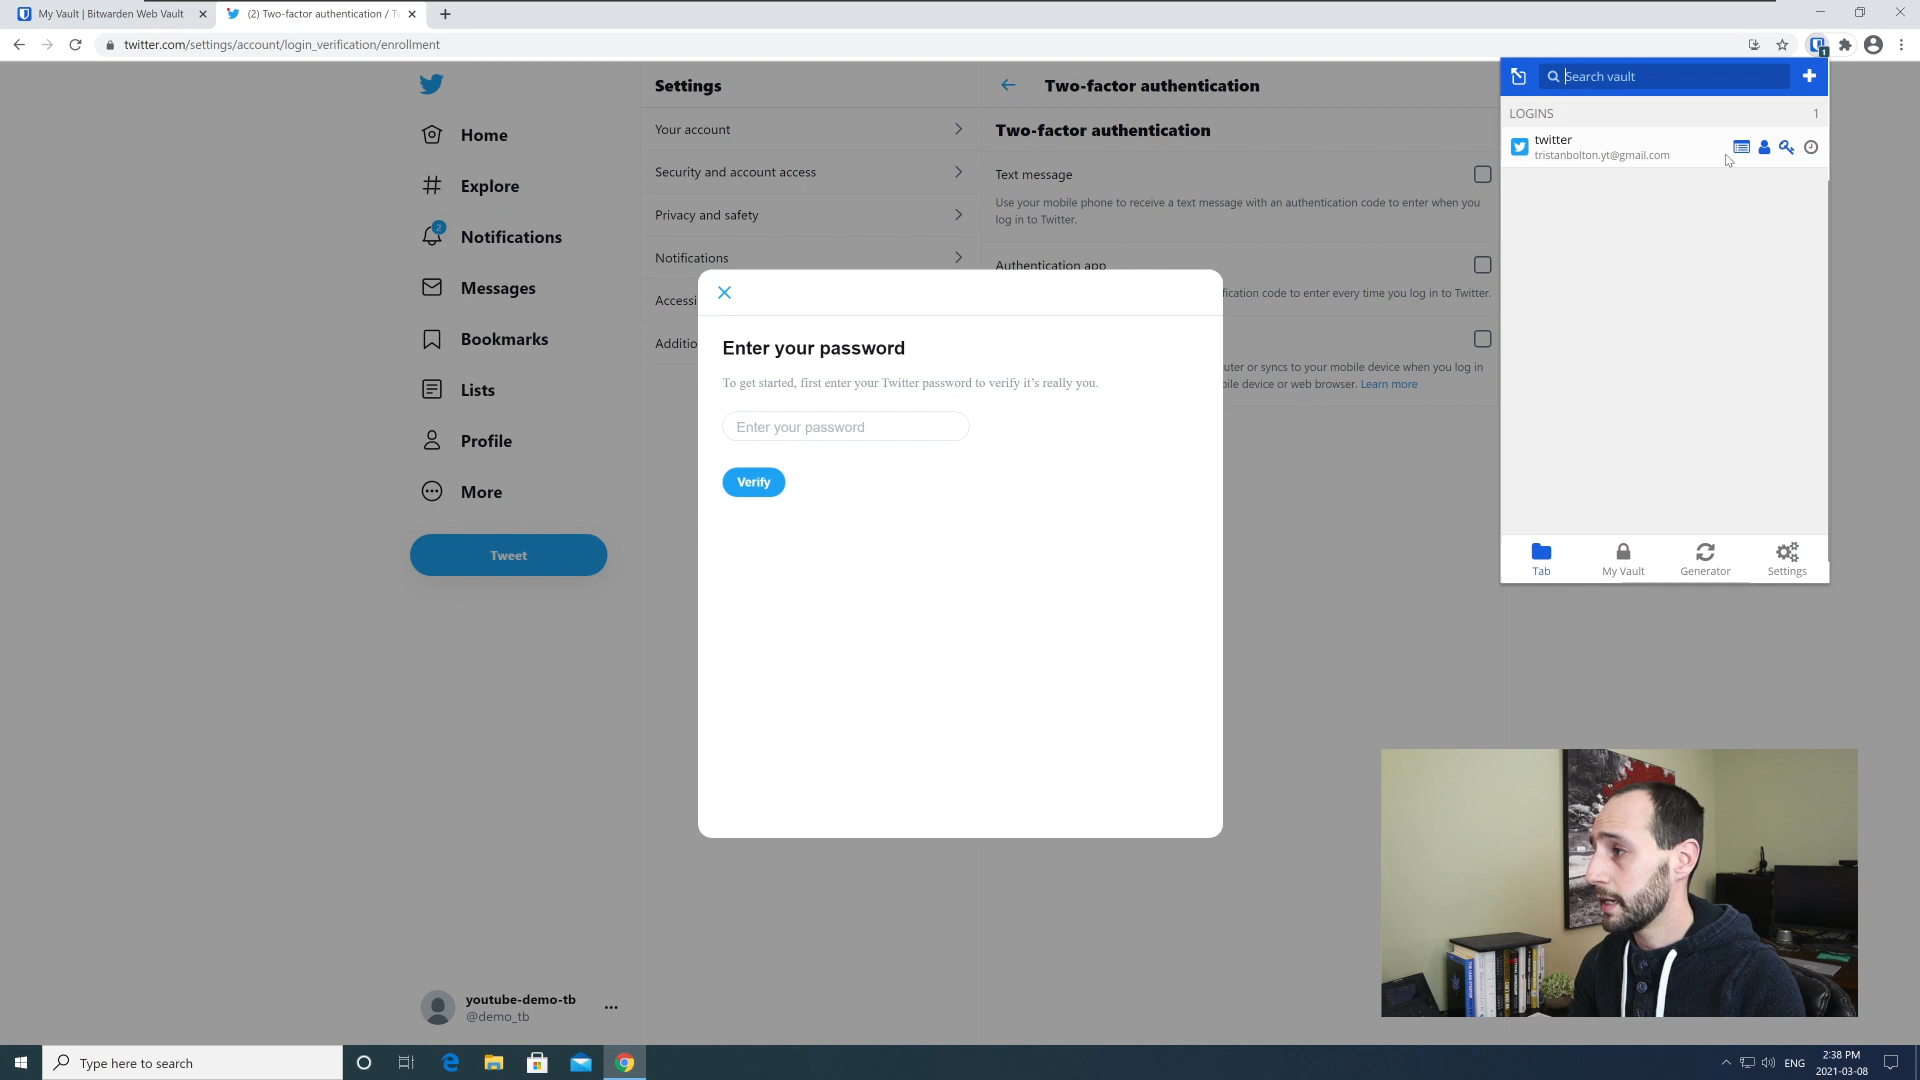 My Vault | Bitwarden Web Vault
(2) Two-factor authentication / Tw
twitter.com/settings/account/login_verification/enrollment
1
Search vault
LOGINS
1
twitter
tristanbolton.yt@gmail.com
Tab
My Vault
Generator
Settings
Home
Explore
2
Notifications
Messages
Bookmarks
Lists
Profile
More
Tweet
youtube-demo-tb
@demo_tb
Settings
Your account
Security and account access
Privacy and safety
Notifications
Accessi
Additio
Two-factor authentication
Two-factor authentication
Text message
Use your mobile phone to receive a text message with an authentication code to enter when you
log in to Twitter.
Authentication app
fication code to enter every time you log in to Twitter.
uter or syncs to your mobile device when you log in
bile device or web browser. Learn more
Enter your password
To get started, first enter your Twitter password to verify it's really you.
Enter your password
Verify
Type here to search
ENG
2:38 PM
2021-03-08